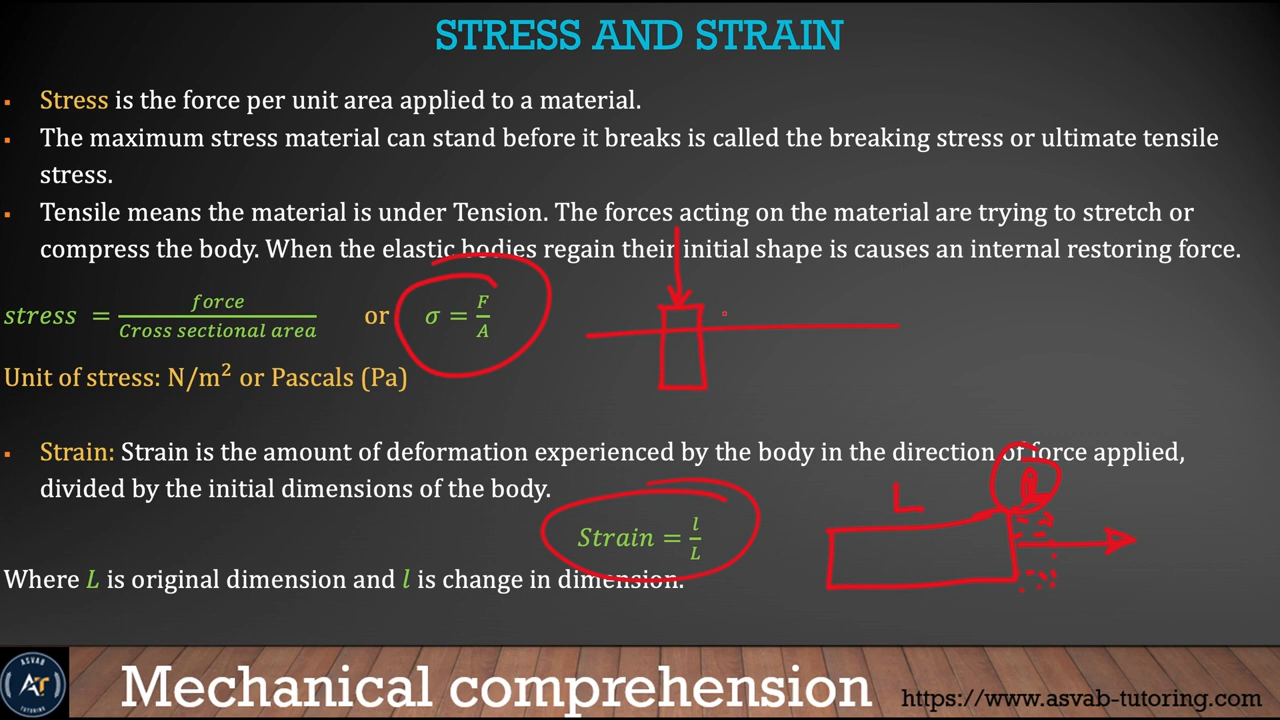 STRESS AND STRAIN
▪ Stress is the force per unit area applied to a material.
▪ The maximum stress material can stand before it breaks is called the breaking stress or ultimate tensile
stress.
▪ Tensile means the material is under Tension. The forces acting on the material are trying to stretch or
compress the body. When the elastic bodies regain their initial shape is causes an internal restoring force.
stress = force / Cross sectional area or σ = F / A
Unit of stress: N/m² or Pascals (Pa)
▪ Strain: Strain is the amount of deformation experienced by the body in the direction of force applied,
divided by the initial dimensions of the body.
L l
Strain = l / L
Where L is original dimension and l is change in dimension.
ASVAB
AT
TUTORING
Mechanical comprehension https://www.asvab-tutoring.com